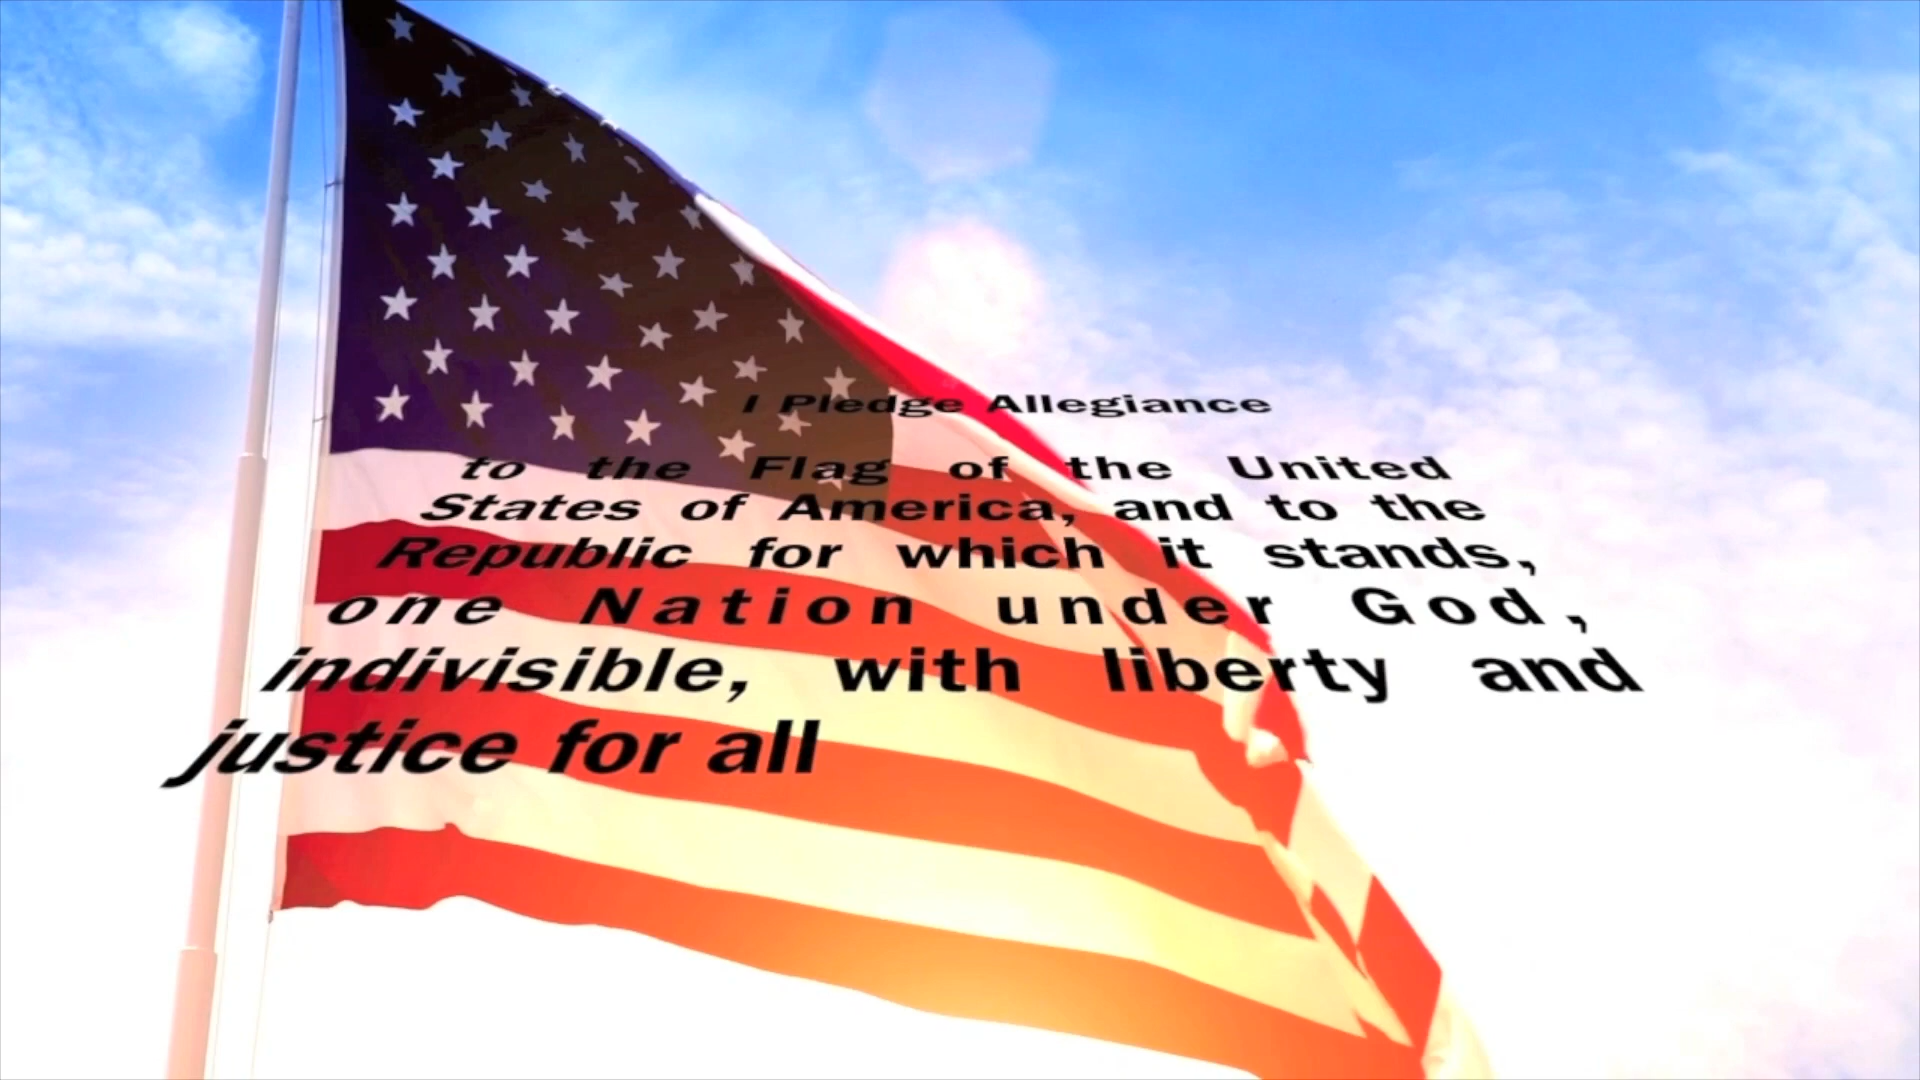 I Pledge Allegiance
to the Flag of the United
States of America, and to the
Republic for which it stands,
one Nation under God,
indivisible, with liberty and
justice for all